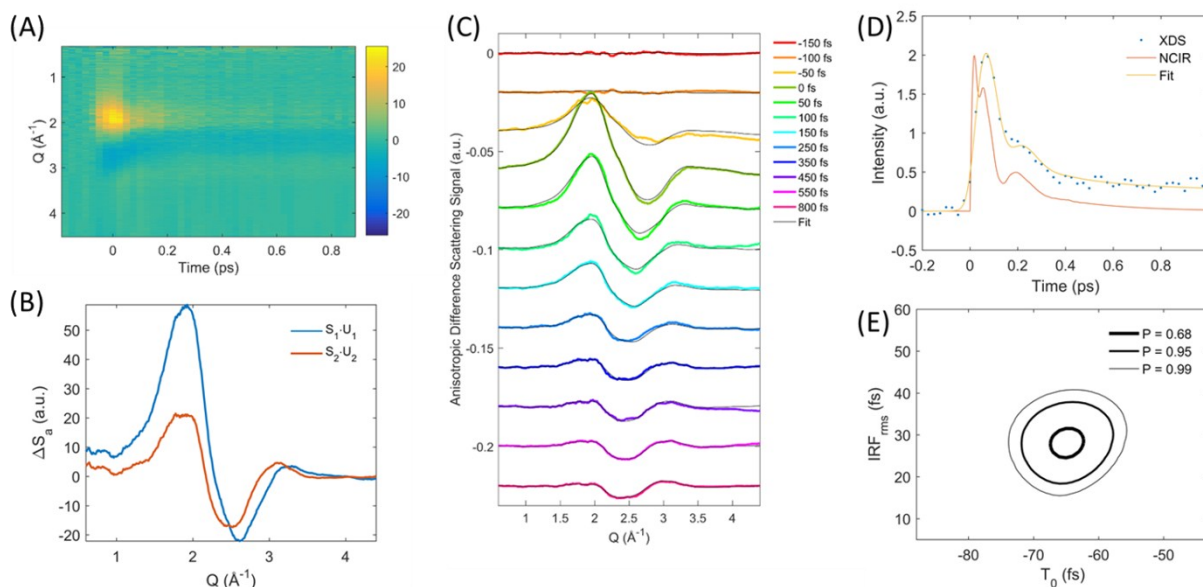 (A)
20
10
0
-10
-20
1
2
3
4
Q (Å⁻¹)
0
0.2
0.4
0.6
0.8
Time (ps)
(B)
S₁·U₁
S₂·U₂
50
40
30
20
10
0
-10
-20
ΔSₐ (a.u.)
1
2
3
4
Q (Å⁻¹)
(C)
0
-0.05
-0.1
-0.15
-0.2
Anisotropic Difference Scattering Signal (a.u.)
1
1.5
2
2.5
3
3.5
4
Q (Å⁻¹)
-150 fs
-100 fs
-50 fs
0 fs
50 fs
100 fs
150 fs
250 fs
350 fs
450 fs
550 fs
800 fs
Fit
(D)
XDS
NCIR
Fit
2.5
2
1.5
1
0.5
0
-0.5
Intensity (a.u.)
-0.2
0
0.2
0.4
0.6
0.8
Time (ps)
(E)
P = 0.68
P = 0.95
P = 0.99
60
50
40
30
20
10
IRFrms (fs)
-80
-70
-60
-50
T₀ (fs)